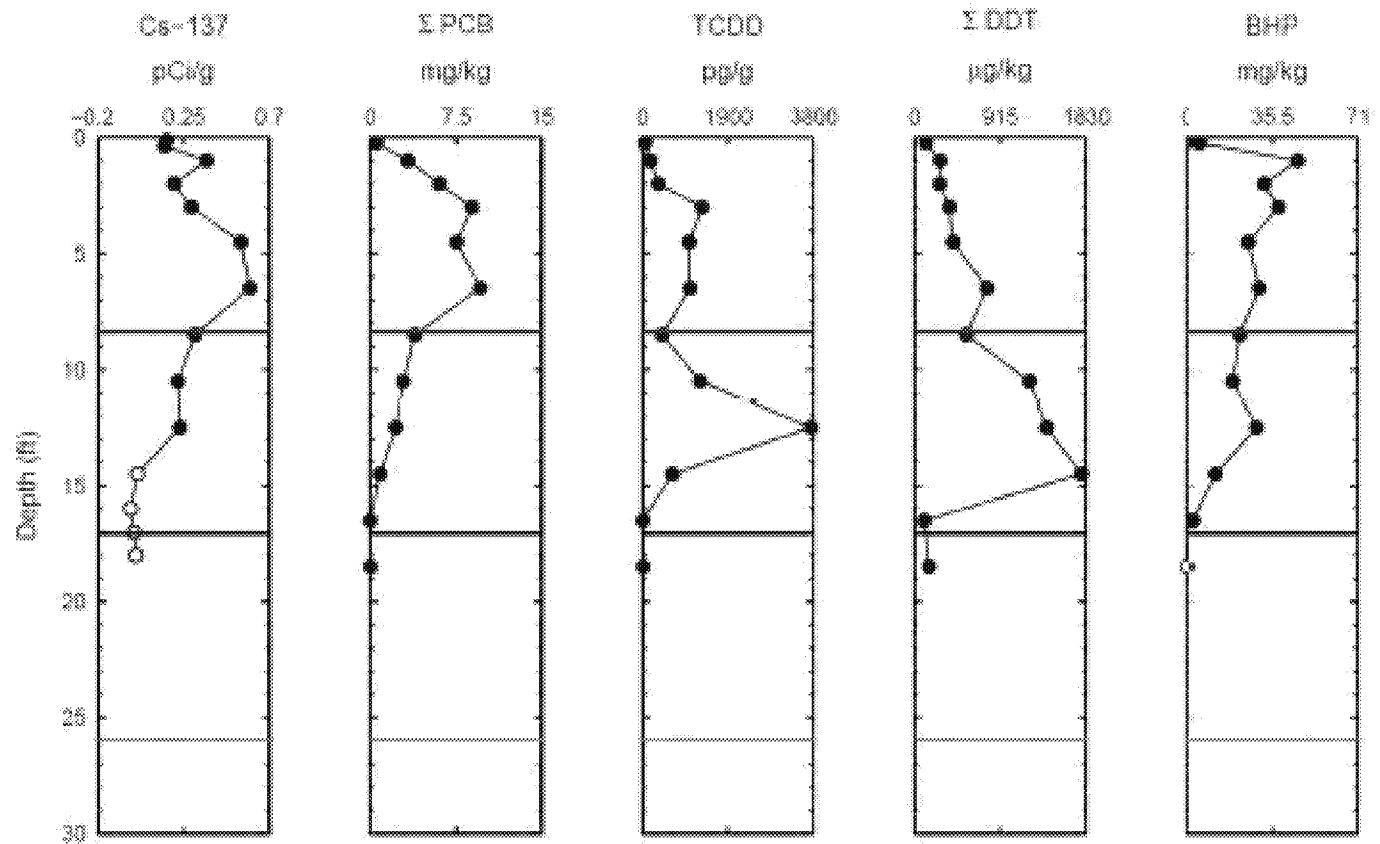 Cs-137 Σ PCB TCDD Σ DDT BHP
pCi/g mg/kg pg/g µg/kg mg/kg
-0.2 0.25 0.7 0 7.5 15 0 1900 3800 0 915 1830 0 35.5 71
0
5
10
15
20
25
30
Depth (ft)